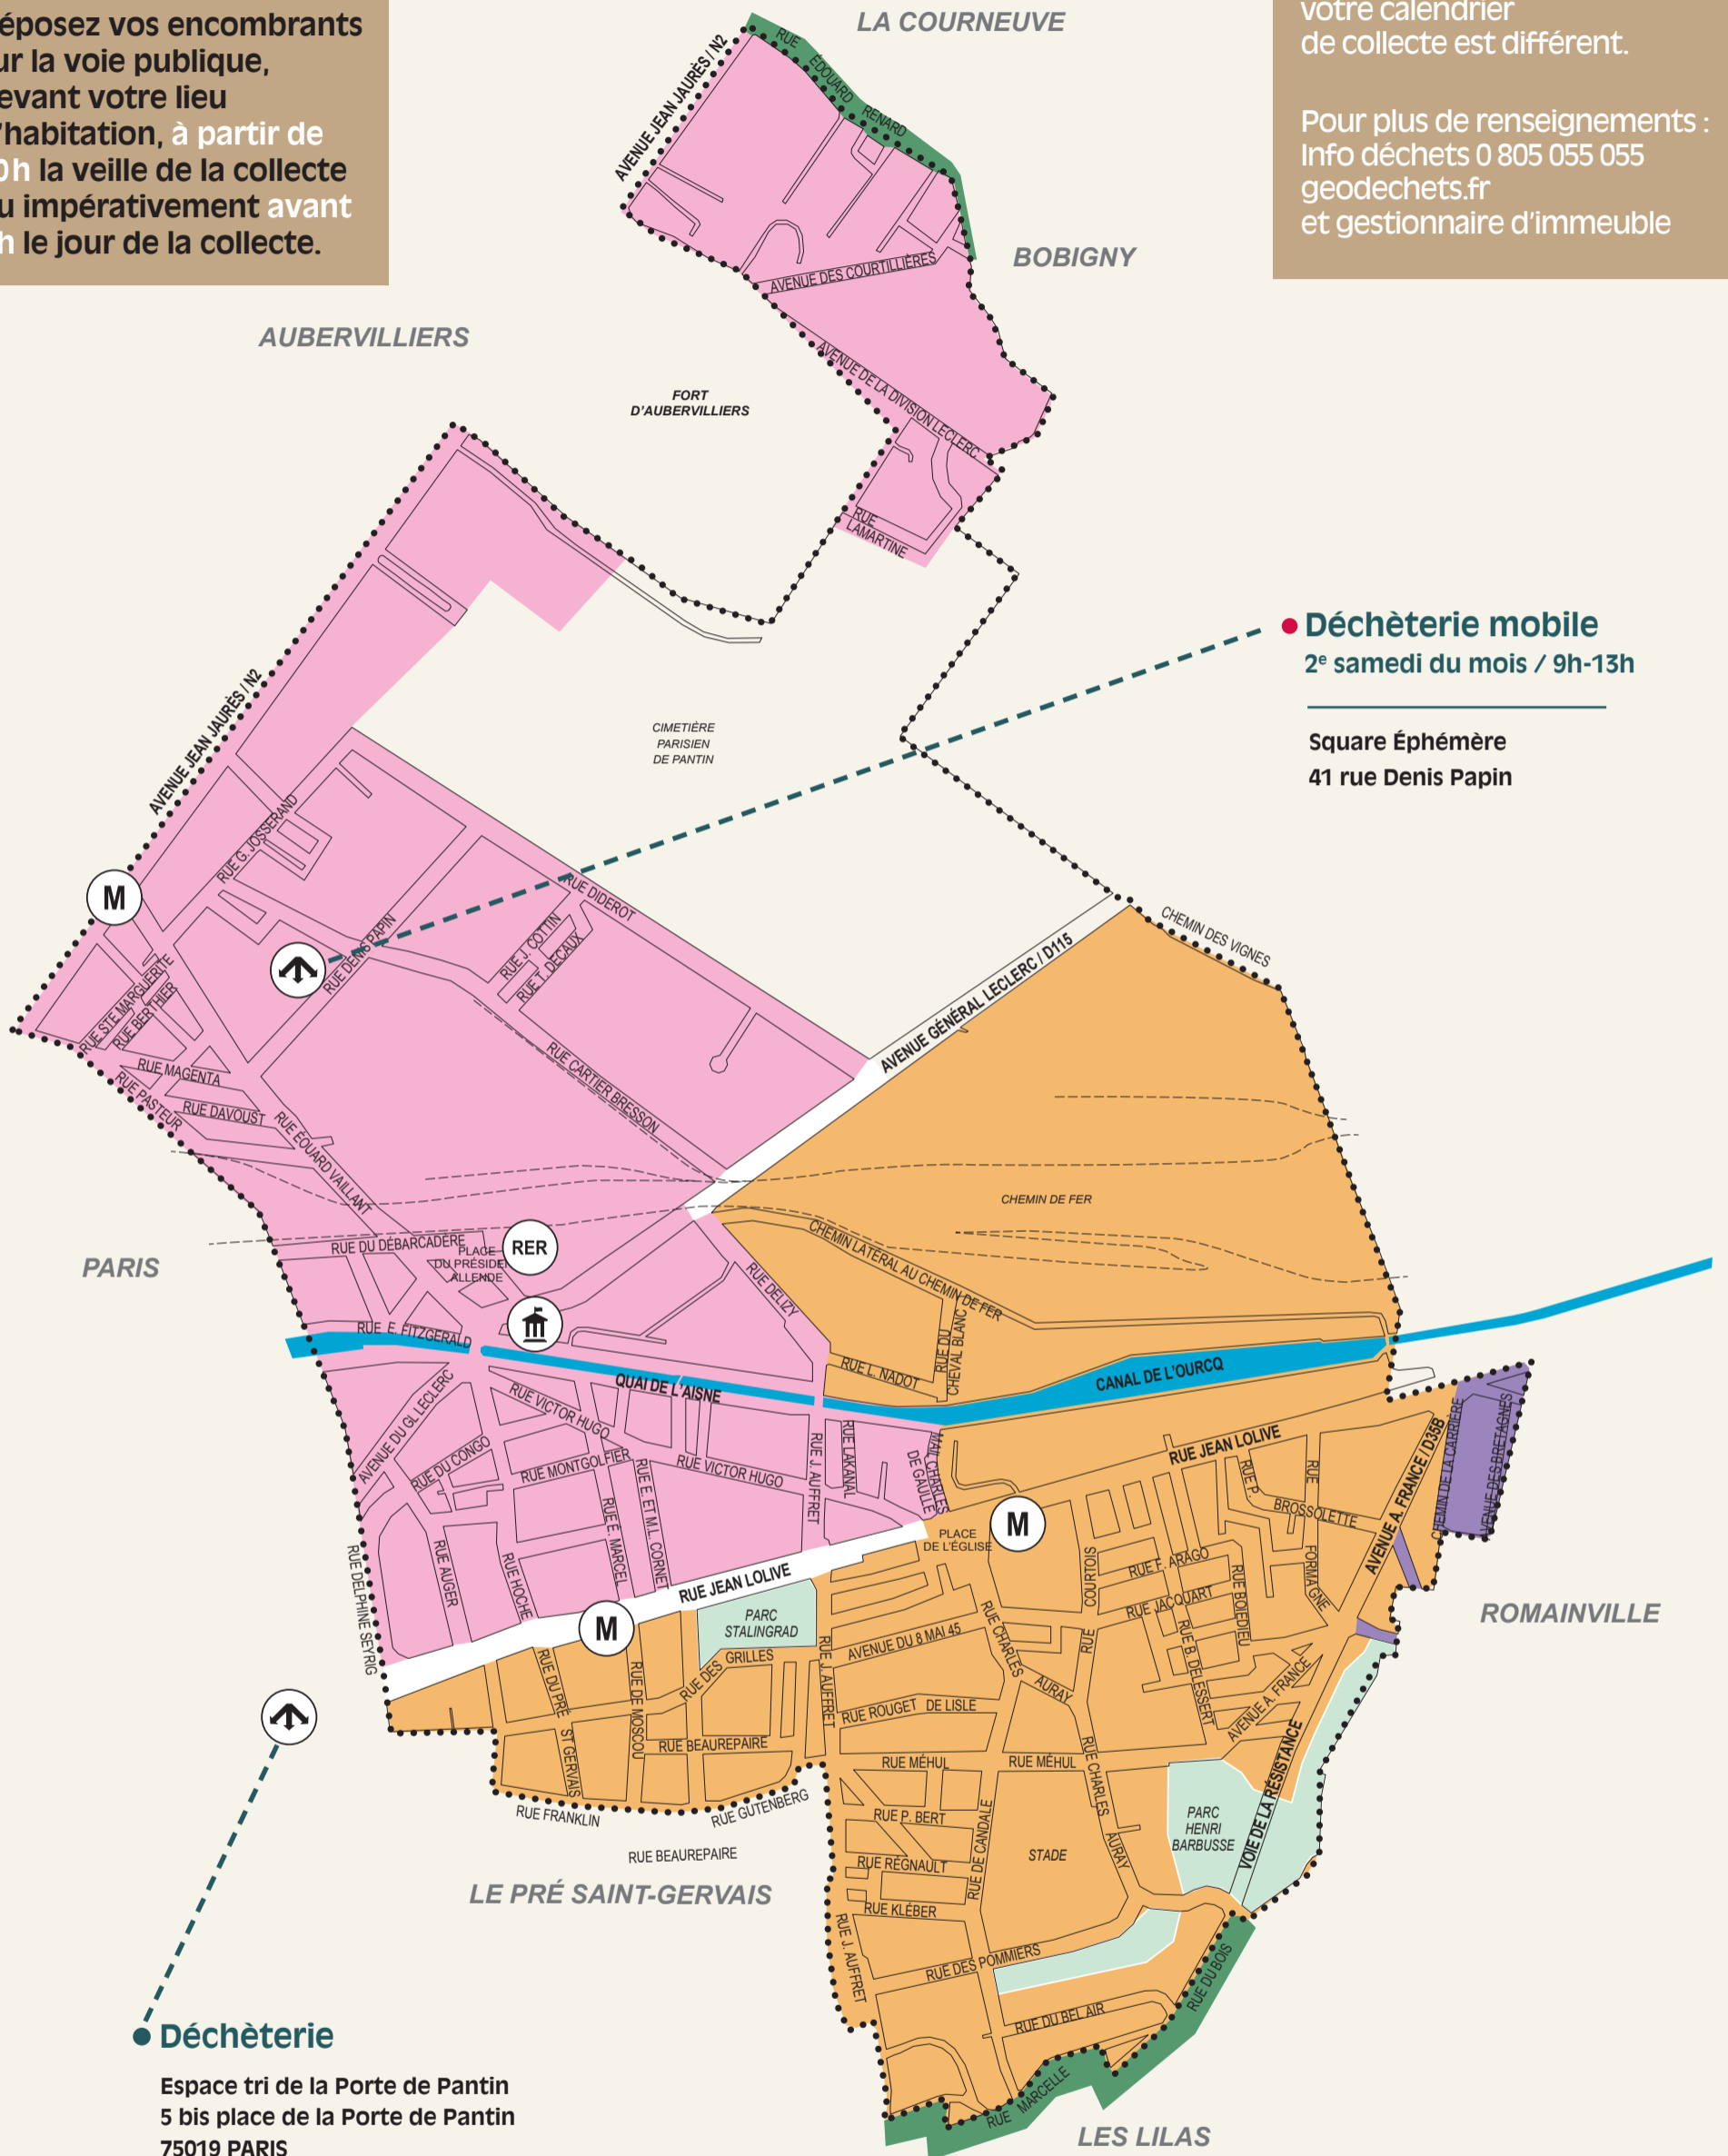 éposez vos encombrants
ur la voie publique,
evant votre lieu
'habitation, à partir de
0h la veille de la collecte
u impérativement avant
h le jour de la collecte.
votre calendrier
de collecte est différent.
Pour plus de renseignements :
Info déchets 0 805 055 055
geodechets.fr
et gestionnaire d'immeuble
LA COURNEUVE
RUE ÉDOUARD RENARD
AVENUE JEAN JAURÈS / N2
BOBIGNY
AVENUE DES COURTILLIÈRES
AUBERVILLIERS
AVENUE DE LA DIVISION LECLERC
FORT
D'AUBERVILLIERS
RUE
LAMARTINE
Déchèterie mobile
2e samedi du mois / 9h-13h
Square Éphémère
41 rue Denis Papin
AVENUE JEAN JAURÈS / N2
CIMETIÈRE
PARISIEN
DE PANTIN
RUE G. JOSSERAND
M
RUE DIDEROT
RUE J. COTTIN
RUE T. DECAUX
RUE DENIS PAPIN
CHEMIN DES VIGNES
AVENUE GÉNÉRAL LECLERC / D115
RUE STE MARGUERITE
RUE BERTHIER
RUE MAGENTA
RUE PASTEUR
RUE DAVOUST
RUE CARTIER BRESSON
RUE ÉOUARD VAILLANT
CHEMIN DE FER
RUE DU DÉBARCADÈRE
PLACE
DU PRÉSIDE
ALLENDE
RER
PARIS
CHEMIN LATÉRAL AU CHEMIN DE FER
RUE DELIZY
RUE E. FITZGERALD
RUE DU
CHEVAL BLANC
RUE L. NADOT
QUAI DE L'AISNE
CANAL DE L'OURCQ
AVENUE DU GL LECLERC
RUE VICTOR HUGO
RUE DU CONGO
RUE MONTGOLFIER
RUE VICTOR HUGO
RUE J. AUFFRET
RUE LAKANAL
MAIL CHARLES
DE GAULLE
RUE JEAN LOLIVE
AVENUE A. FRANCE / D35B
CHEMIN DE LA CARRIÈRE
VENUE DES BRETAGNES
RUE P.
BROSSOLETTE
RUE
FORMAGNE
M
PLACE
DE L'ÉGLISE
RUE AUGER
RUE HOCHE
RUE É. MARCEL
RUE E. ET M.L. CORNET
RUE DELPHINE SEYRIG
RUE JEAN LOLIVE
M
PARC
STALINGRAD
COURTOIS
RUE
RUE F. ARAGO
RUE JACQUART
RUE BOIEDIEU
RUE B. DELESSERT
ROMAINVILLE
RUE DU PRÉ
ST GERVAIS
RUE DE MOSCOU
RUE DES
GRILLES
RUE BEAUREPAIRE
RUE J. AUFFRET
AVENUE DU 8 MAI 45
RUE CHARLES
AURAY
RUE ROUGET DE LISLE
AVENUE A. FRANCE
VOIE DE LA RÉSISTANCE
RUE MÉHUL
RUE MÉHUL
RUE CHARLES
AURAY
RUE FRANKLIN
RUE GUTENBERG
RUE BEAUREPAIRE
RUE P. BERT
RUE RÉGNAULT
RUE DE CANDALE
STADE
PARC
HENRI
BARBUSSE
LE PRÉ SAINT-GERVAIS
RUE KLÉBER
RUE J. AUFFRET
RUE DES POMMIERS
RUE DU BOIS
RUE DU BEL AIR
RUE MARCELLE
LES LILAS
Déchèterie
Espace tri de la Porte de Pantin
5 bis place de la Porte de Pantin
75019 PARIS